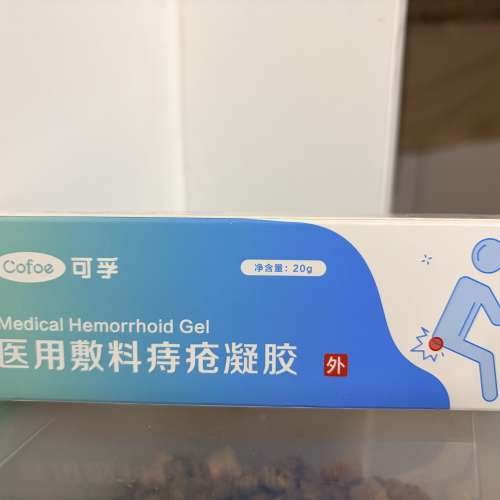 Cofoe 可孚
净含量：20g
Medical Hemorrhoid Gel
医用敷料痔疮凝胶
外